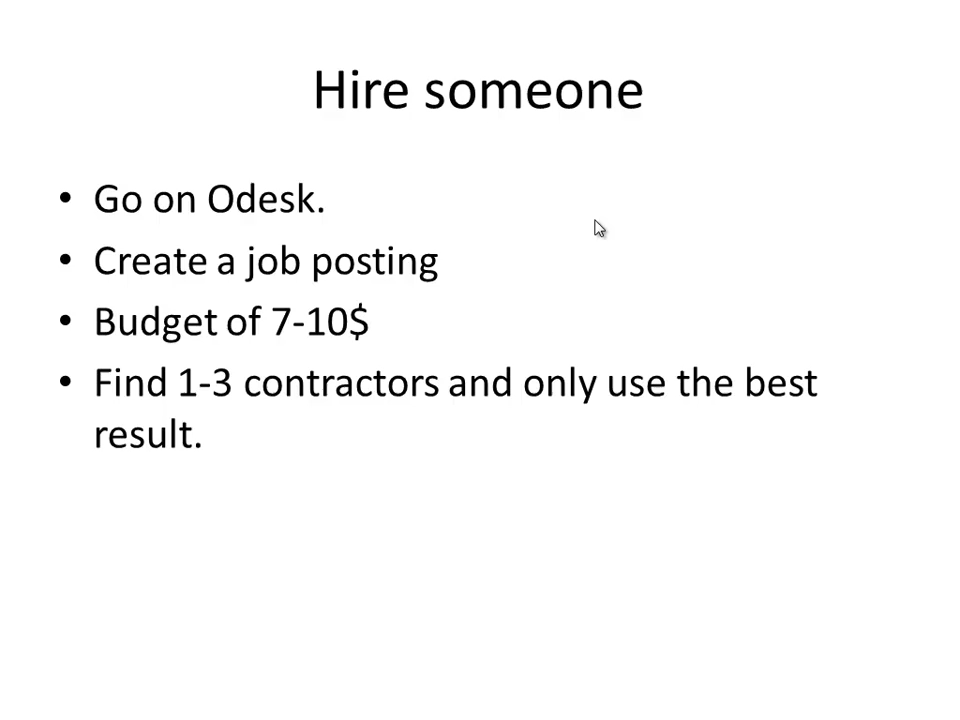 Hire someone
• Go on Odesk.
• Create a job posting
• Budget of 7-10$
• Find 1-3 contractors and only use the best
result.